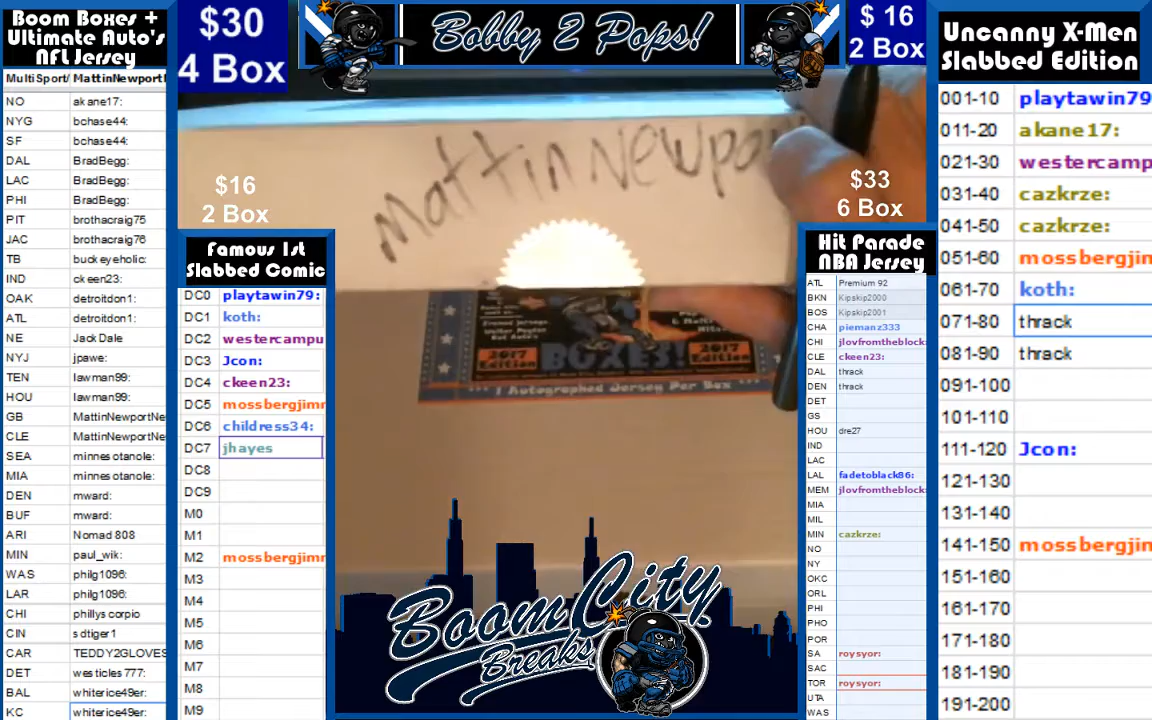 Boom Boxes +
Ultimate Auto's
NFL Jersey
MultiSport/ MattinNewport
NO akane17:
NYG bchase44:
SF bchase44:
DAL BradBegg:
LAC BradBegg:
PHI BradBegg:
PIT brothacraig75
JAC brothacraig76
TB buckeyeholic:
IND ckeen23:
OAK detroitdon1:
ATL detroitdon1:
NE Jack Dale
NYJ jpawe:
TEN lawman99:
HOU lawman99:
GB MattinNewportNe
CLE MattinNewportNe
SEA minnesotanole:
MIA minnesotanole:
DEN mward:
BUF mward:
ARI Nomad 808
MIN paul_wik:
WAS philg1096:
LAR philg1096:
CHI phillyscorpio
CIN sdtiger1
CAR TEDDY2GLOVES
DET westicles777:
BAL whiterice49er:
KC whiterice49er:
$30
4 Box
Bobby 2 Pops!
$ 16
2 Box
MattinNewpo
$16
2 Box
$33
6 Box
Famous 1st
Slabbed Comic
DC0 playtawin79:
DC1 koth:
DC2 westercampu
DC3 Jcon:
DC4 ckeen23:
DC5 mossbergjimm
DC6 childress34:
DC7 jhayes
DC8
DC9
M0
M1
M2 mossbergjimm
M3
M4
M5
M6
M7
M8
M9
2017
Edition
BOXES!
2017
Edition
1 Autographed Jersey Per Box
Boom City
Breaks
Hit Parade
NBA Jersey
ATL Premium 92
BKN Kipskip2000
BOS Kipskip2001
CHA piemanz333
CHI jlovfromtheblock:
CLE ckeen23:
DAL thrack
DEN thrack
DET
GS
HOU dre27
IND
LAC
LAL fadetoblack86:
MEM jlovfromtheblock:
MIA
MIL
MIN cazkrze:
NO
NY
OKC
ORL
PHI
PHO
POR
SA roysyor:
SAC
TOR roysyor:
UTA
WAS
Uncanny X-Men
Slabbed Edition
001-10 playtawin79
011-20 akane17:
021-30 westercamp
031-40 cazkrze:
041-50 cazkrze:
051-60 mossbergjim
061-70 koth:
071-80 thrack
081-90 thrack
091-100
101-110
111-120 Jcon:
121-130
131-140
141-150 mossbergjim
151-160
161-170
171-180
181-190
191-200